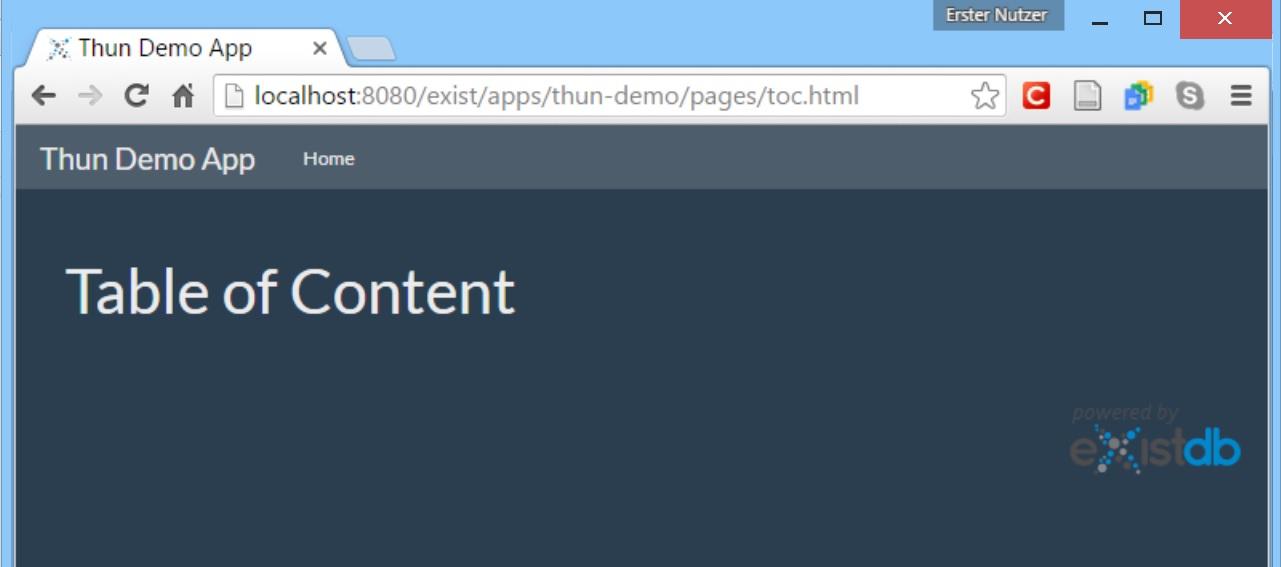 Erster Nutzer
Thun Demo App
localhost:8080/exist/apps/thun-demo/pages/toc.html
Thun Demo App Home
Table of Content
powered by
eXistdb